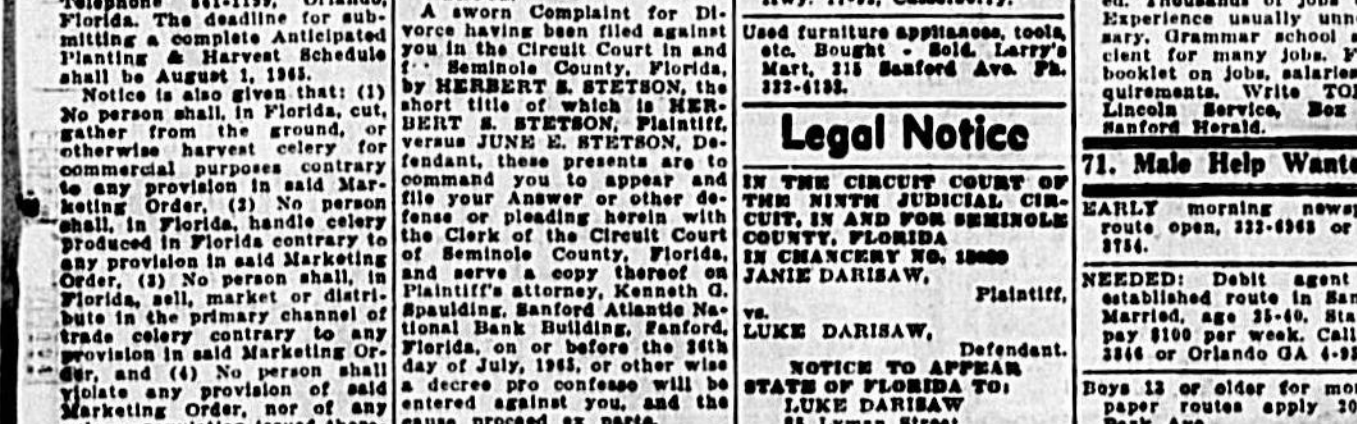 Florida. The deadline for sub-
mitting a complete Anticipated
Planting & Harvest Schedule
shall be August 1, 1965.
Notice is also given that: (1)
No person shall, in Florida, cut,
gather from the ground, or
otherwise harvest celery for
commercial purposes contrary
to any provision in said Mar-
keting Order, (2) No person
shall, in Florida, handle celery
produced in Florida contrary to
any provision in said Marketing
Order, (3) No person shall, in
Florida, sell, market or distri-
bute in the primary channel of
trade celery contrary to any
provision in said Marketing Or-
der, and (4) No person shall
violate any provision of said
Marketing Order, nor of any
A sworn Complaint for Di-
vorce having been filed against
you in the Circuit Court in and
Seminole County, Florida,
by HERBERT S. STETSON, the
short title of which is HER-
BERT S. STETSON, Plaintiff,
versus JUNE E. STETSON, De-
fendant, these presents are to
command you to appear and
file your Answer or other de-
fense or pleading herein with
the Clerk of the Circuit Court
of Seminole County, Florida,
and serve a copy thereof on
Plaintiff's attorney, Kenneth G.
Spaulding, Sanford Atlantic Na-
tional Bank Building, Fanford,
Florida, on or before the 26th
day of July, 1965, or other wise
a decree pro confesso will be
entered against you, and the
cause proceed ex parte.
Used furniture appliances, tools,
etc. Bought - Sold. Larry's
Mart, 215 Sanford Ave. Ph.
Legal Notice
IN THE CIRCUIT COURT OF
THE NINTH JUDICIAL CIR-
CUIT, IN AND FOR SEMINOLE
COUNTY, FLORIDA
IN CHANCERY NO.
JANIE DARISAW,
Plaintiff,
vs.
LUKE DARISAW,
Defendant.
NOTICE TO APPEAR
STATE OF FLORIDA TO:
LUKE DARISAW
Street
Experience usually
Grammar school
cient for many jobs.
booklet on jobs, salaries
quirements. Write
Lincoln Service, Box
Sanford Herald.
71. Male Help
EARLY morning
route open, or
NEEDED: Debit agent
established route in
Married, age 25-40.
pay $100 per week. Call
or Orlando GA
Boys 12 or older for
paper routes apply